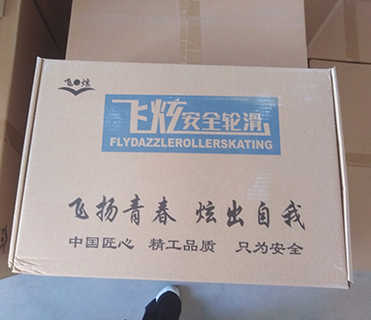 飞炫
飞炫安全轮滑
FLYDAZZLEROLLERSKATING
飞扬青春 炫出自我
中国匠心 精工品质 只为安全